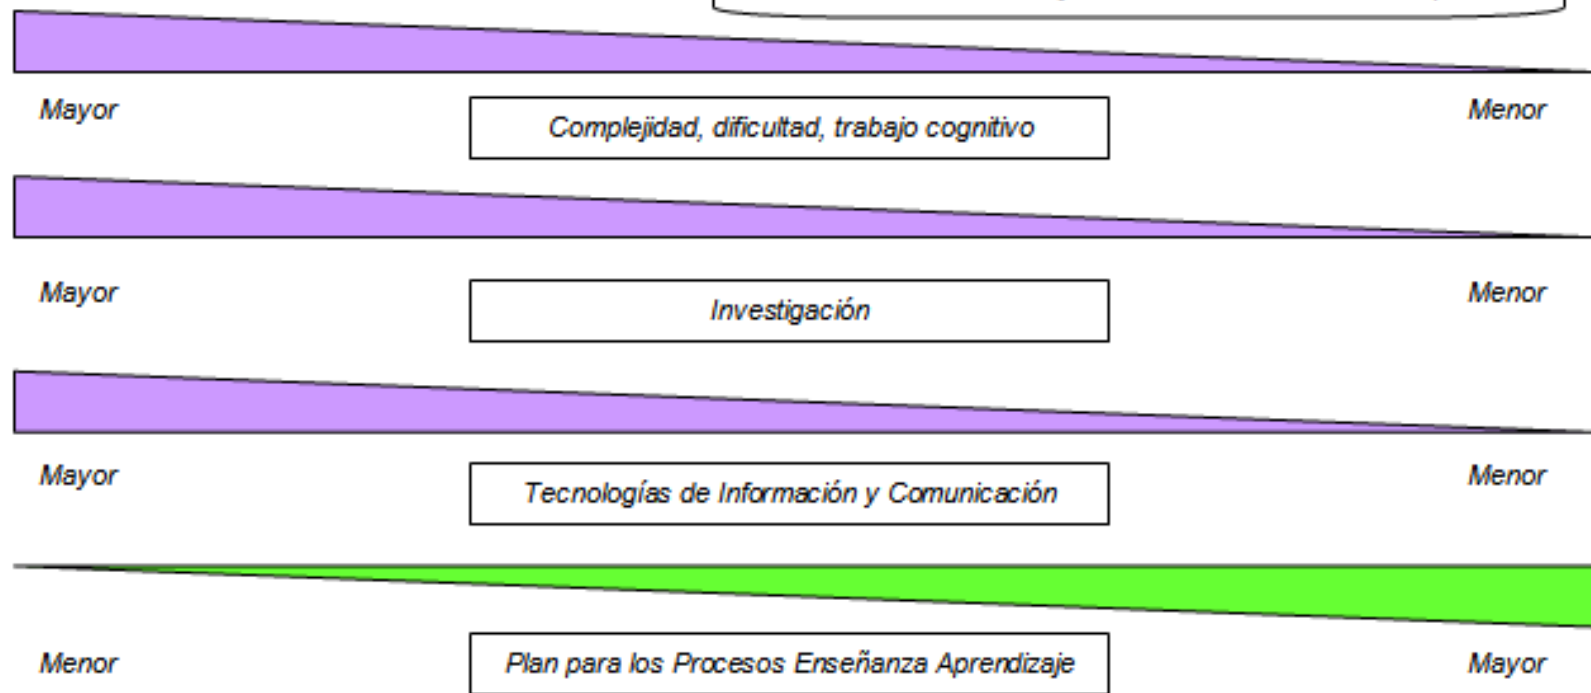 Mayor
Complejidad, dificultad, trabajo cognitivo
Menor
Mayor
Investigación
Menor
Mayor
Tecnologías de Información y Comunicación
Menor
Menor
Plan para los Procesos Enseñanza Aprendizaje
Mayor